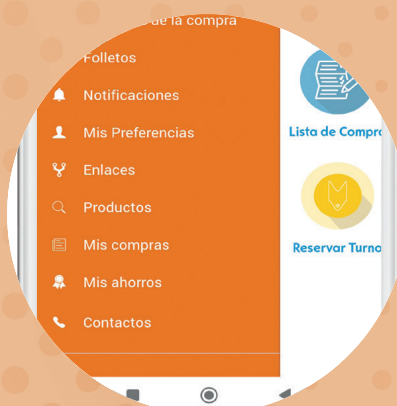 de la compra
Folletos
Notificaciones
Mis Preferencias
Enlaces
Productos
Mis compras
Mis ahorros
Contactos
Lista de Compra
Reservar Turno